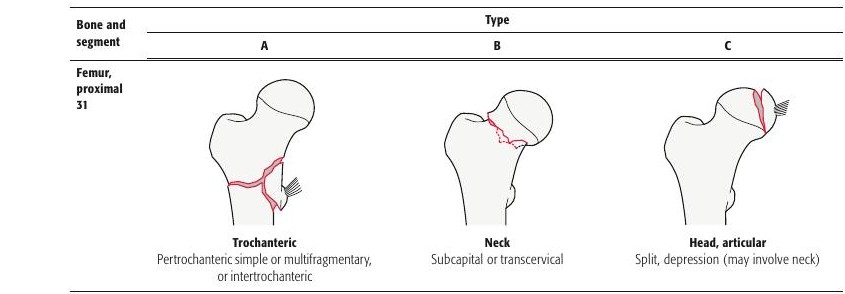 Bone and
segment
Type
A
B
C
Femur,
proximal
31
Trochanteric
Pertrochanteric simple or multifragmentary,
or intertrochanteric
Neck
Subcapital or transcervical
Head, articular
Split, depression (may involve neck)